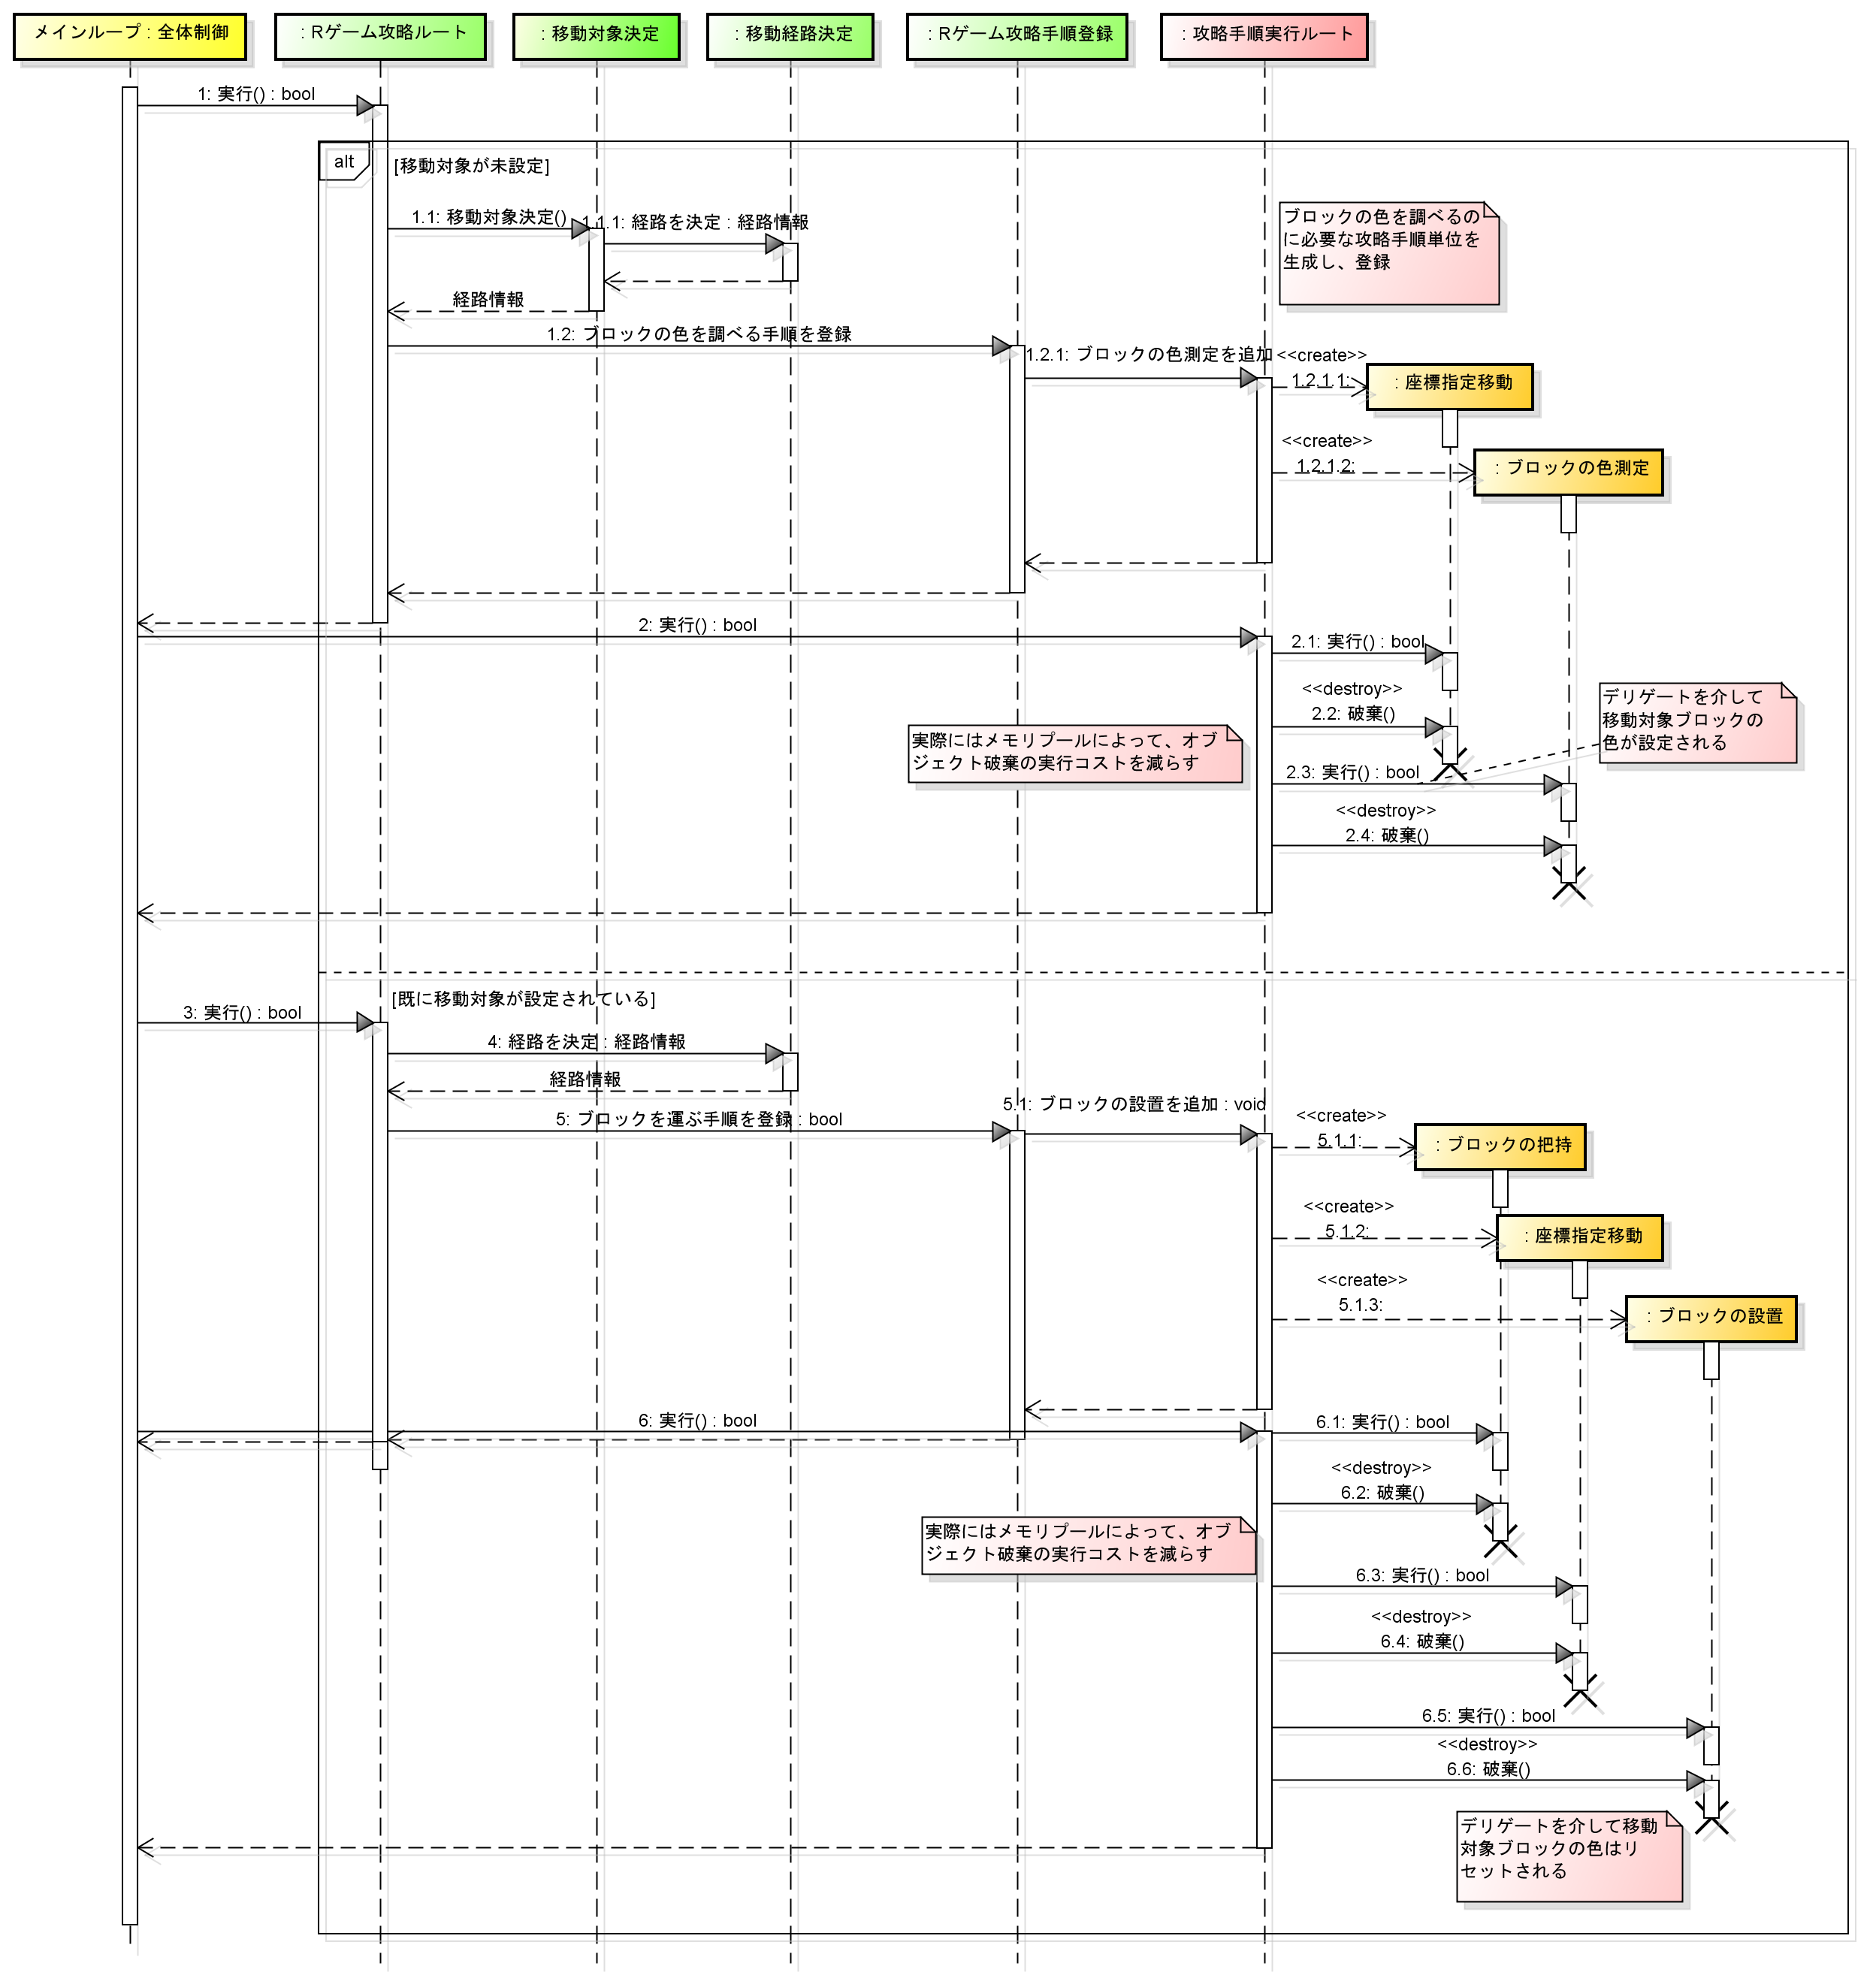 メインループ : 全体制御
: Rゲーム攻略ルート
: 移動対象決定
: 移動経路決定
: Rゲーム攻略手順登録
: 攻略手順実行ルート
1: 実行() : bool
alt
[移動対象が未設定]
1.1: 移動対象決定()
1.1.1: 経路を決定 : 経路情報
ブロックの色を調べるの
に必要な攻略手順単位を
生成し、登録
経路情報
1.2: ブロックの色を調べる手順を登録
1.2.1: ブロックの色測定を追加
<<create>>
1.2.1.1:
: 座標指定移動
<<create>>
1.2.1.2:
: ブロックの色測定
2: 実行() : bool
2.1: 実行() : bool
<<destroy>>
2.2: 破棄()
デリゲートを介して
移動対象ブロックの
色が設定される
実際にはメモリプールによって、オブ
ジェクト破棄の実行コストを減らす
2.3: 実行() : bool
<<destroy>>
2.4: 破棄()
[既に移動対象が設定されている]
3: 実行() : bool
4: 経路を決定 : 経路情報
経路情報
5: ブロックを運ぶ手順を登録 : bool
5.1: ブロックの設置を追加 : void
<<create>>
5.1.1:
: ブロックの把持
<<create>>
5.1.2:
: 座標指定移動
<<create>>
5.1.3:
: ブロックの設置
6: 実行() : bool
6.1: 実行() : bool
<<destroy>>
6.2: 破棄()
実際にはメモリプールによって、オブ
ジェクト破棄の実行コストを減らす
6.3: 実行() : bool
<<destroy>>
6.4: 破棄()
6.5: 実行() : bool
<<destroy>>
6.6: 破棄()
デリゲートを介して移動
対象ブロックの色はリ
セットされる